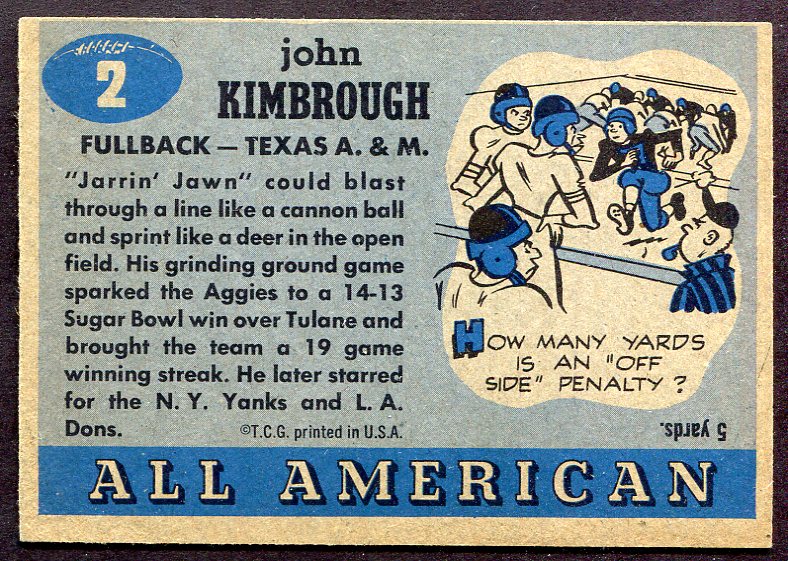 2
john
KIMBROUGH
FULLBACK — TEXAS A. & M.
"Jarrin' Jawn" could blast
through a line like a cannon ball
and sprint like a deer in the open
field. His grinding ground game
sparked the Aggies to a 14-13
Sugar Bowl win over Tulane and
brought the team a 19 game
winning streak. He later starred
for the N. Y. Yanks and L. A.
Dons. ©T.C.G. printed in U.S.A.
HOW MANY YARDS
IS AN "OFF
SIDE" PENALTY ?
5 yards.
ALL AMERICAN